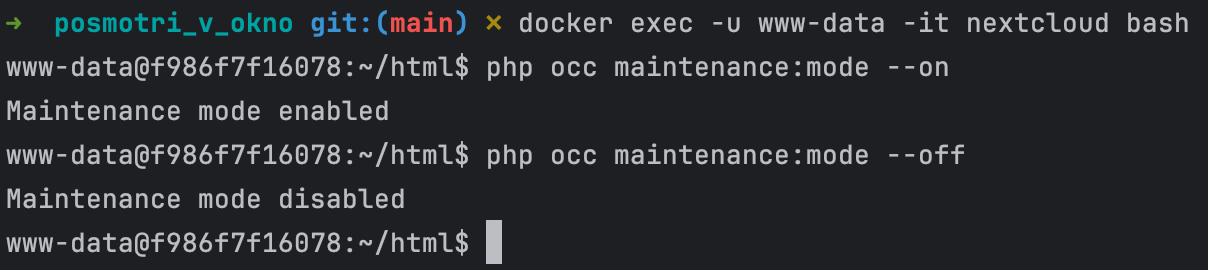 ➜ posmotri_v_okno git:(main) ✗ docker exec -u www-data -it nextcloud bash
www-data@f986f7f16078:~/html$ php occ maintenance:mode --on
Maintenance mode enabled
www-data@f986f7f16078:~/html$ php occ maintenance:mode --off
Maintenance mode disabled
www-data@f986f7f16078:~/html$